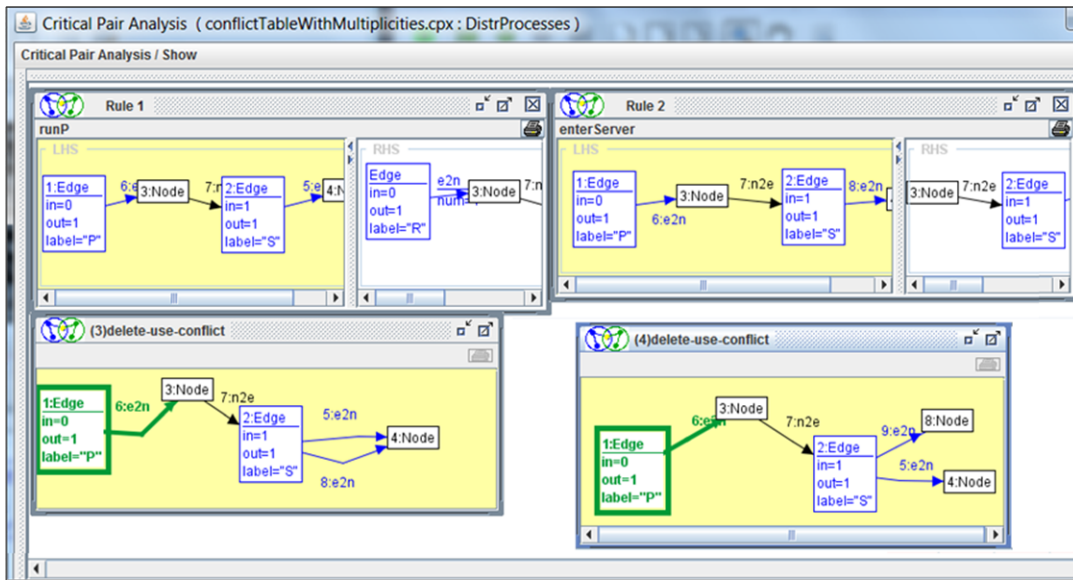 Critical Pair Analysis ( conflictTableWithMultiplicities.cpx : DistrProcesses )
Critical Pair Analysis / Show
Rule 1
runP
LHS
1:Edge
in=0
out=1
label="P"
6:e
3:Node
7:n
2:Edge
in=1
out=1
label="S"
5:e
4:N
RHS
Edge
in=0
out=1
label="R"
e2n
3:Node
7:n
Rule 2
enterServer
LHS
1:Edge
in=0
out=1
label="P"
6:e2n
3:Node
7:n2e
2:Edge
in=1
out=1
label="S"
8:e2n
RHS
3:Node
7:n2e
2:Edge
in=1
out=1
label="S"
(3)delete-use-conflict
1:Edge
in=0
out=1
label="P"
6:e2n
3:Node
7:n2e
2:Edge
in=1
out=1
label="S"
5:e2n
8:e2n
4:Node
(4)delete-use-conflict
1:Edge
in=0
out=1
label="P"
6:e2n
3:Node
7:n2e
2:Edge
in=1
out=1
label="S"
9:e2n
8:Node
5:e2n
4:Node